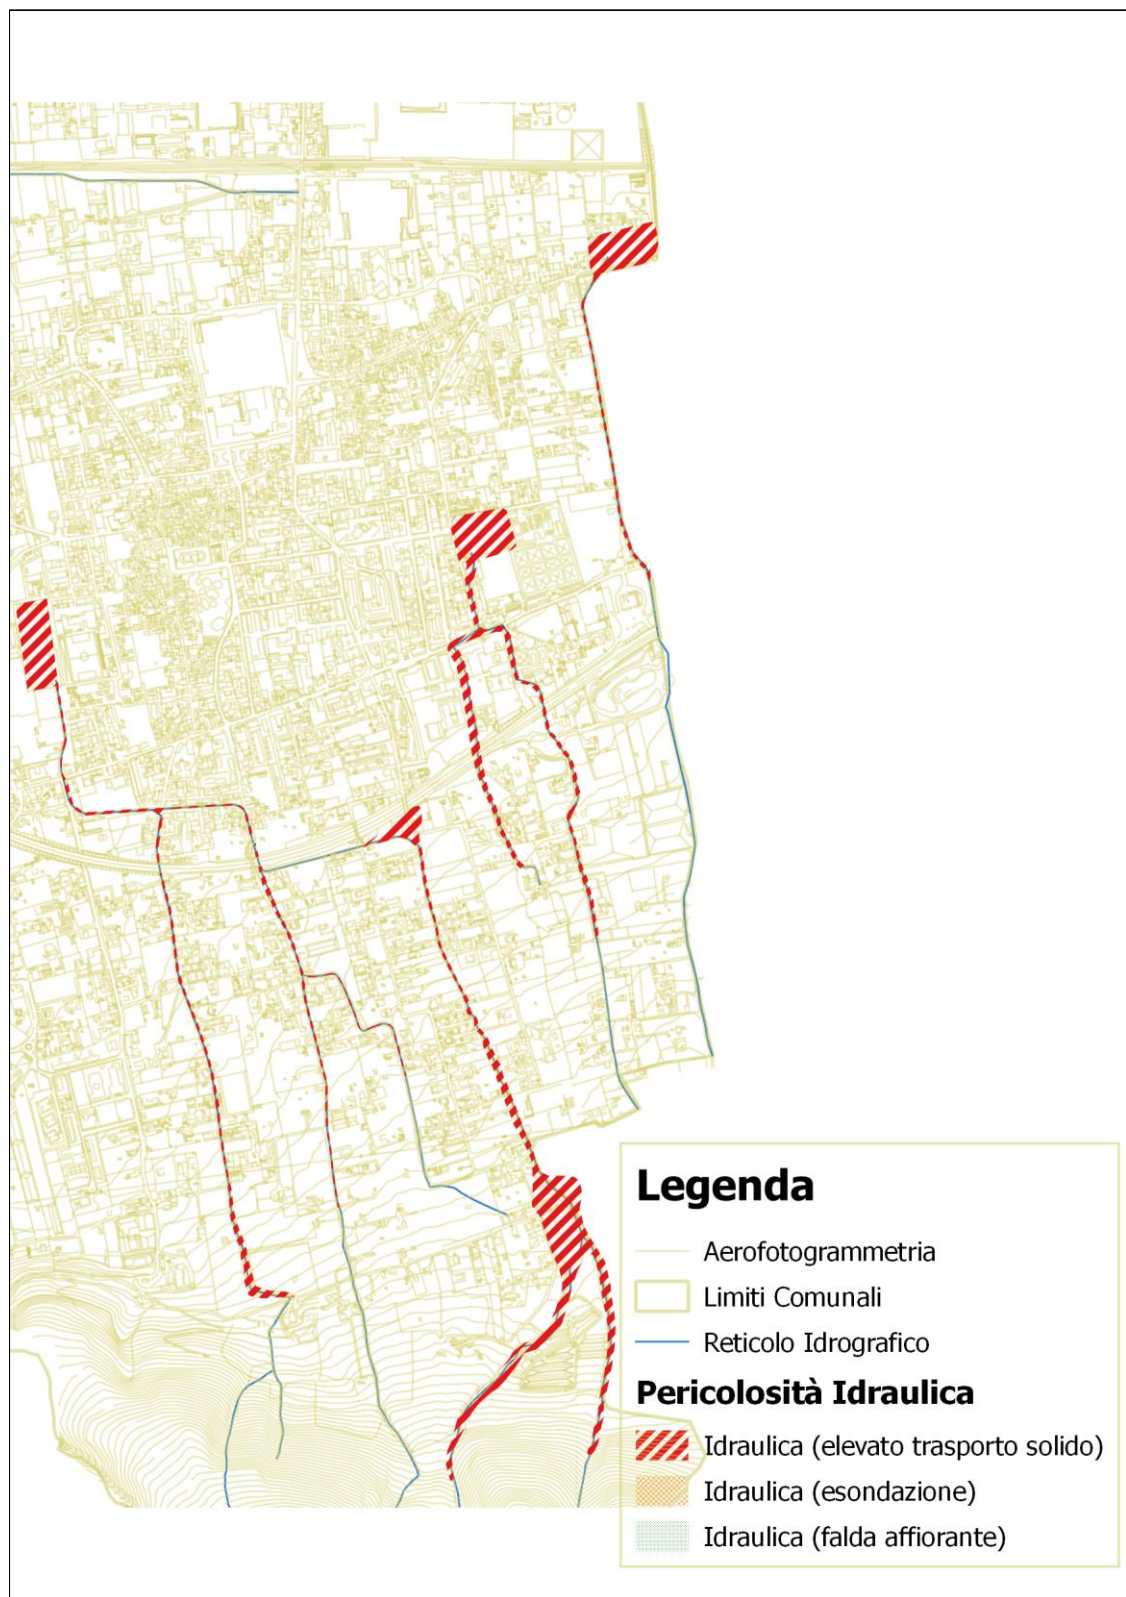 Legenda
Aerofotogrammetria
Limiti Comunali
Reticolo Idrografico
Pericolosità Idraulica
Idraulica (elevato trasporto solido)
Idraulica (esondazione)
Idraulica (falda affiorante)